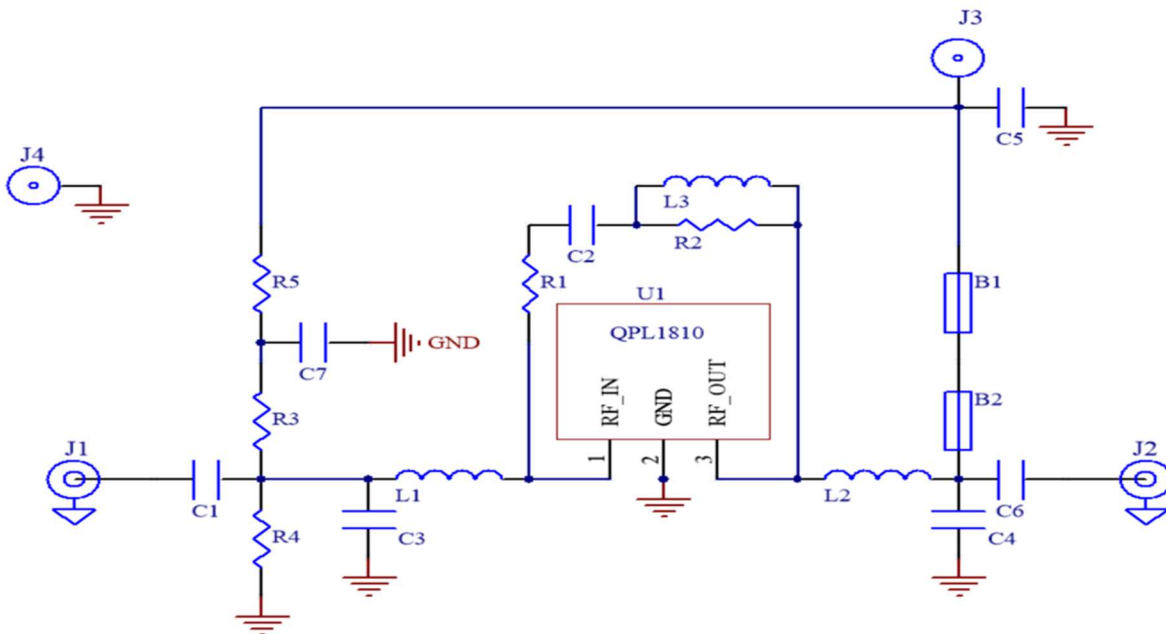 J3
C5
J4
L3
R2
C2
R5
R1
B1
U1
QPL1810
GND
C7
RF_IN
GND
RF_OUT
B2
R3
J1
1
2
3
J2
L1
L2
C1
C6
R4
C3
C4